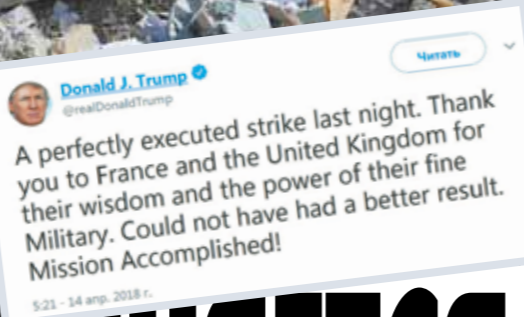 Donald J. Trump
@realDonaldTrump
Читать
A perfectly executed strike last night. Thank
you to France and the United Kingdom for
their wisdom and the power of their fine
Military. Could not have had a better result.
Mission Accomplished!
5:21 - 14 апр. 2018 г.